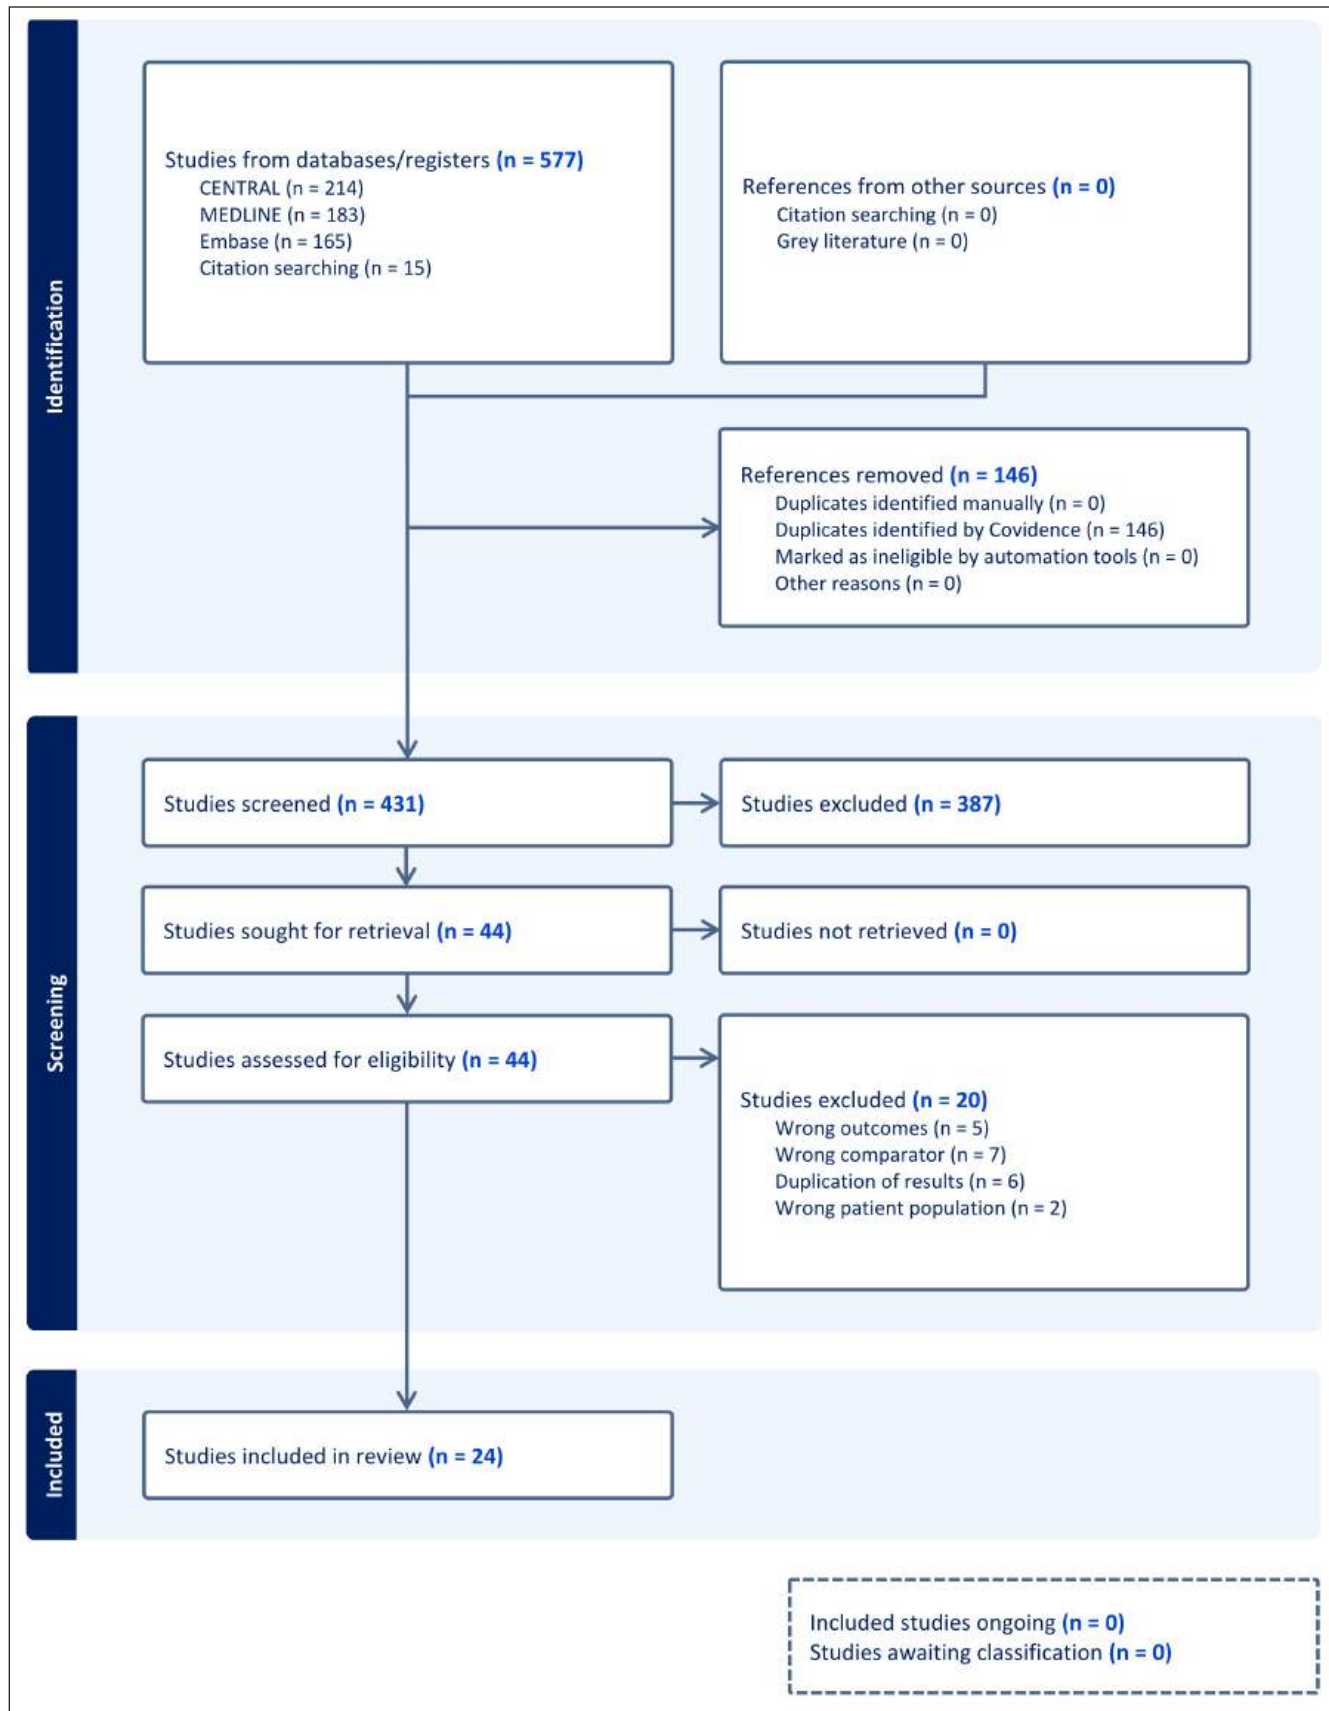 Identification
Studies from databases/registers (n = 577)
CENTRAL (n = 214)
MEDLINE (n = 183)
Embase (n = 165)
Citation searching (n = 15)
References from other sources (n = 0)
Citation searching (n = 0)
Grey literature (n = 0)
References removed (n = 146)
Duplicates identified manually (n = 0)
Duplicates identified by Covidence (n = 146)
Marked as ineligible by automation tools (n = 0)
Other reasons (n = 0)
Screening
Studies screened (n = 431)
Studies excluded (n = 387)
Studies sought for retrieval (n = 44)
Studies not retrieved (n = 0)
Studies assessed for eligibility (n = 44)
Studies excluded (n = 20)
Wrong outcomes (n = 5)
Wrong comparator (n = 7)
Duplication of results (n = 6)
Wrong patient population (n = 2)
Included
Studies included in review (n = 24)
Included studies ongoing (n = 0)
Studies awaiting classification (n = 0)